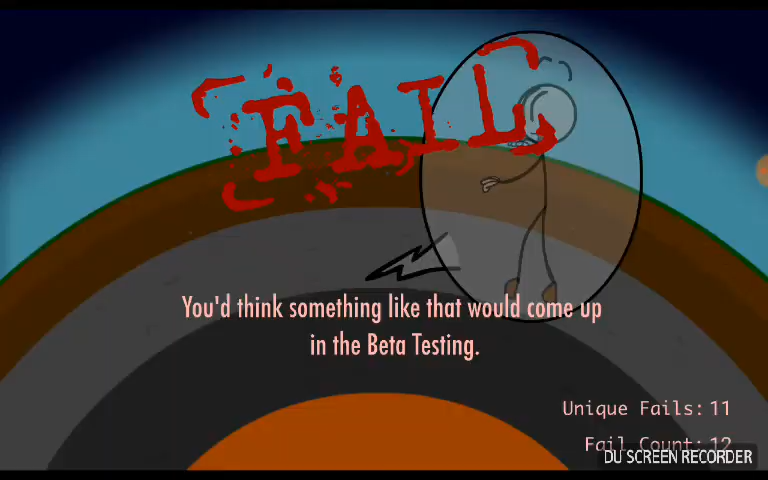 FAIL
You'd think something like that would come up
in the Beta Testing.
Unique Fails: 11
Fail Count: 12
DU SCREEN RECORDER